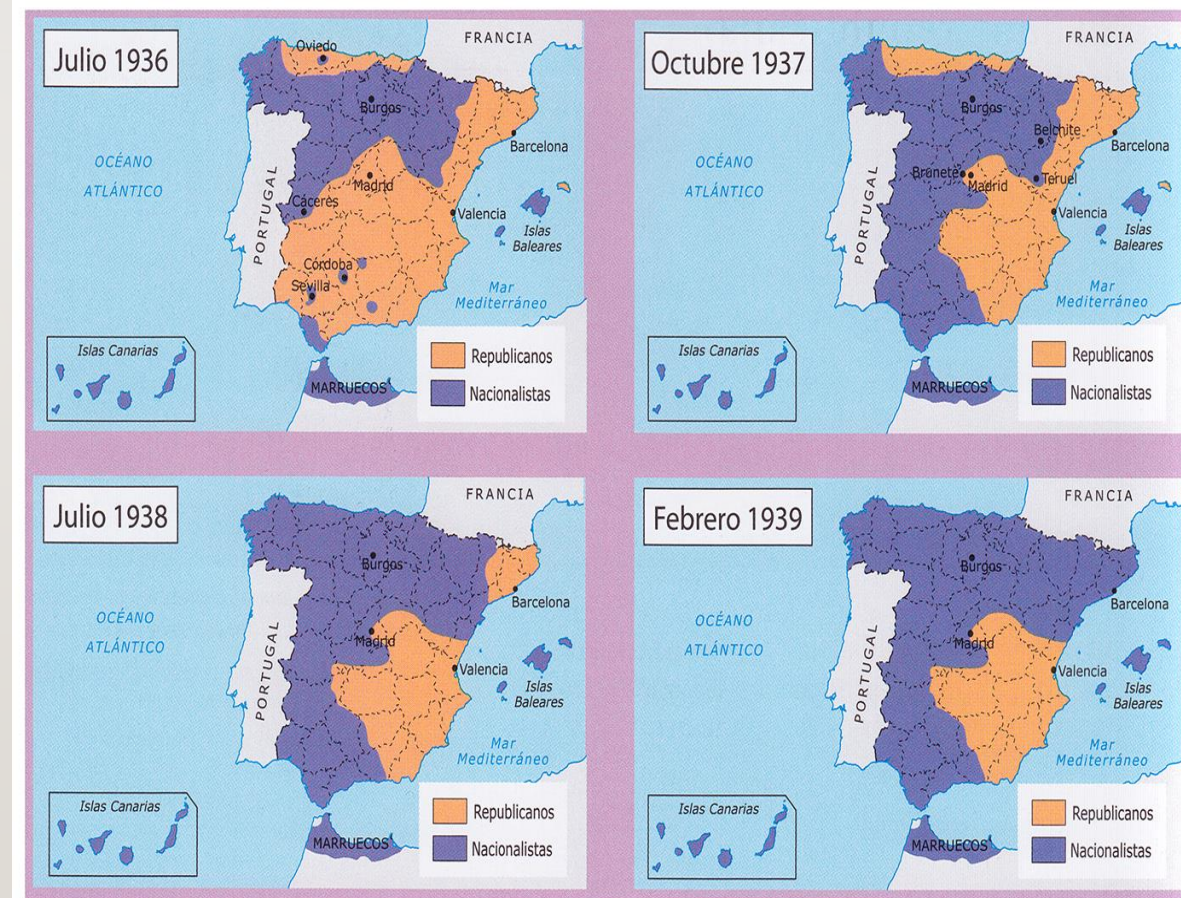 Julio 1936
FRANCIA
Oviedo
Burgos
Barcelona
OCÉANO
ATLÁNTICO
PORTUGAL
Madrid
Cáceres
Valencia
Islas
Baleares
Córdoba
Sevilla
Mar
Mediterráneo
Islas Canarias
MARRUECOS
Republicanos
Nacionalistas
Octubre 1937
FRANCIA
Burgos
Belchite
Barcelona
OCÉANO
ATLÁNTICO
PORTUGAL
Brunete
Madrid
Teruel
Valencia
Islas
Baleares
Mar
Mediterráneo
Islas Canarias
MARRUECOS
Republicanos
Nacionalistas
Julio 1938
FRANCIA
Burgos
Barcelona
OCÉANO
ATLÁNTICO
PORTUGAL
Madrid
Valencia
Islas
Baleares
Mar
Mediterráneo
Islas Canarias
MARRUECOS
Republicanos
Nacionalistas
Febrero 1939
FRANCIA
Burgos
Barcelona
OCÉANO
ATLÁNTICO
PORTUGAL
Madrid
Valencia
Islas
Baleares
Mar
Mediterráneo
Islas Canarias
MARRUECOS
Republicanos
Nacionalistas